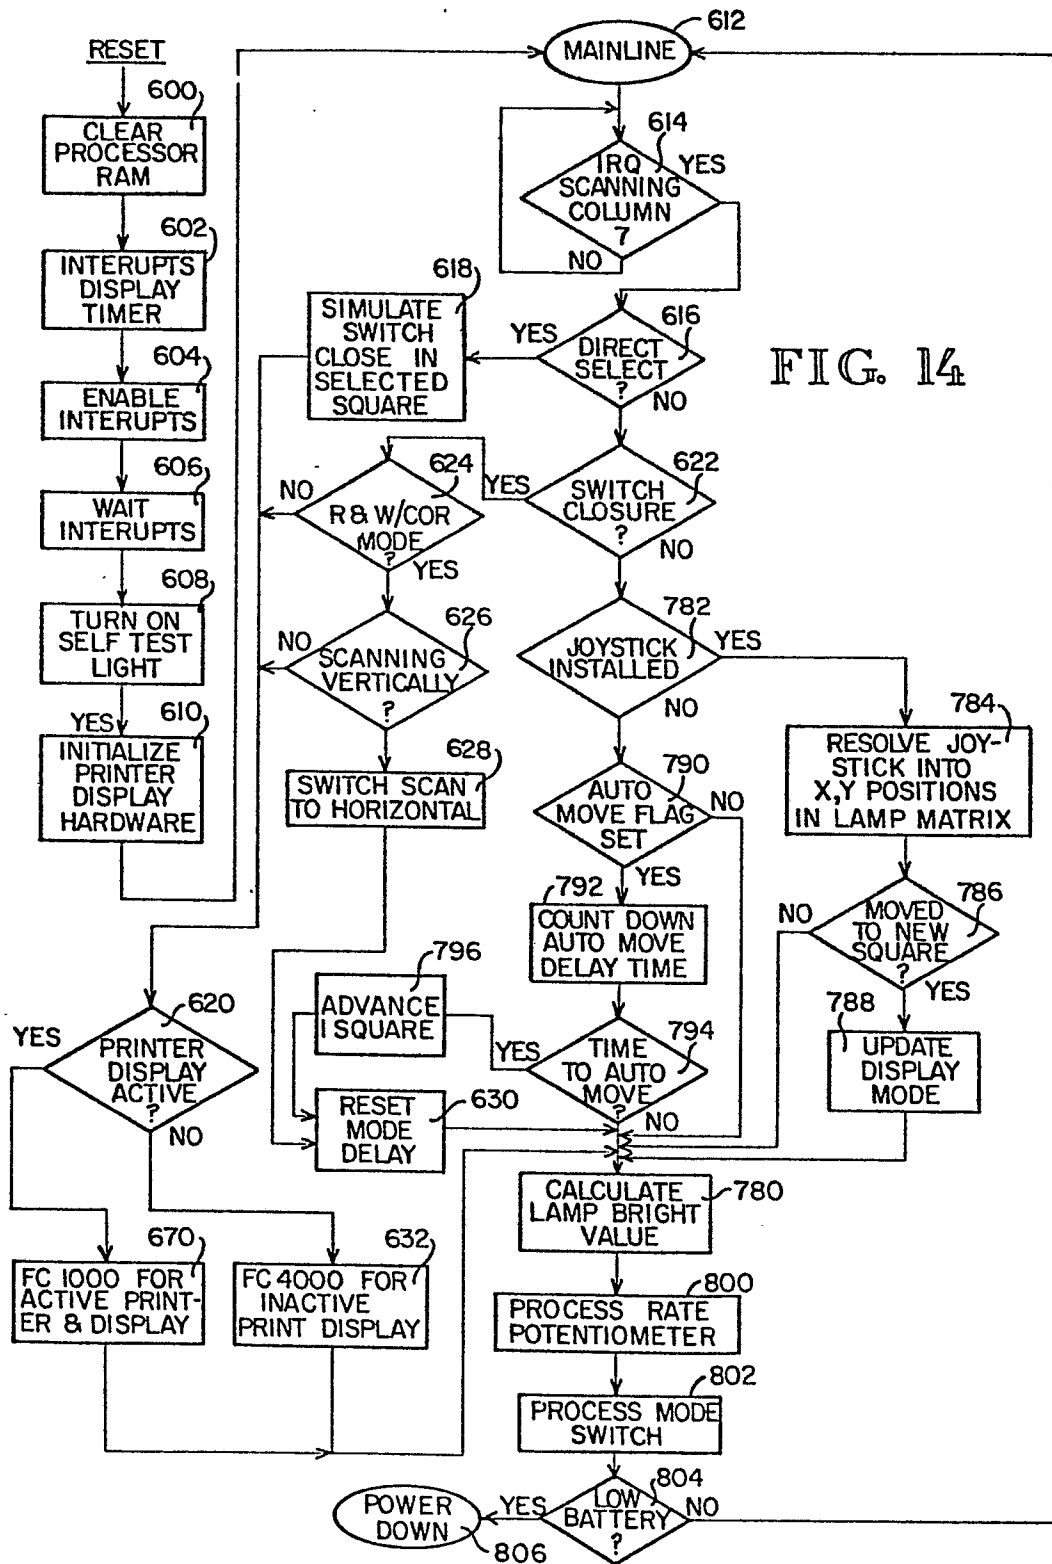 RESET
600
CLEAR
PROCESSOR
RAM
602
INTERUPTS
DISPLAY
TIMER
604
ENABLE
INTERUPTS
606
WAIT
INTERUPTS
608
TURN ON
SELF TEST
LIGHT
YES
610
INITIALIZE
PRINTER
DISPLAY
HARDWARE
MAINLINE
612
614
IRQ
SCANNING
COLUMN
7
YES
NO
616
DIRECT
SELECT
?
YES
NO
618
SIMULATE
SWITCH
CLOSE IN
SELECTED
SQUARE
FIG. 14
622
SWITCH
CLOSURE
?
YES
NO
624
R & W/COR
MODE
?
NO
YES
626
SCANNING
VERTICALLY
?
NO
628
SWITCH SCAN
TO HORIZONTAL
782
JOYSTICK
INSTALLED
YES
NO
784
RESOLVE JOY-
STICK INTO
X,Y POSITIONS
IN LAMP MATRIX
786
MOVED
TO NEW
SQUARE
?
NO
YES
788
UPDATE
DISPLAY
MODE
790
AUTO
MOVE FLAG
SET
NO
YES
792
COUNT DOWN
AUTO MOVE
DELAY TIME
794
TIME
TO AUTO
MOVE
?
YES
NO
796
ADVANCE
1 SQUARE
630
RESET
MODE
DELAY
620
PRINTER
DISPLAY
ACTIVE
?
YES
NO
670
FC 1000 FOR
ACTIVE PRINT-
ER & DISPLAY
632
FC 4000 FOR
INACTIVE
PRINT DISPLAY
780
CALCULATE
LAMP BRIGHT
VALUE
800
PROCESS RATE
POTENTIOMETER
802
PROCESS MODE
SWITCH
804
LOW
BATTERY
?
YES
NO
POWER
DOWN
806